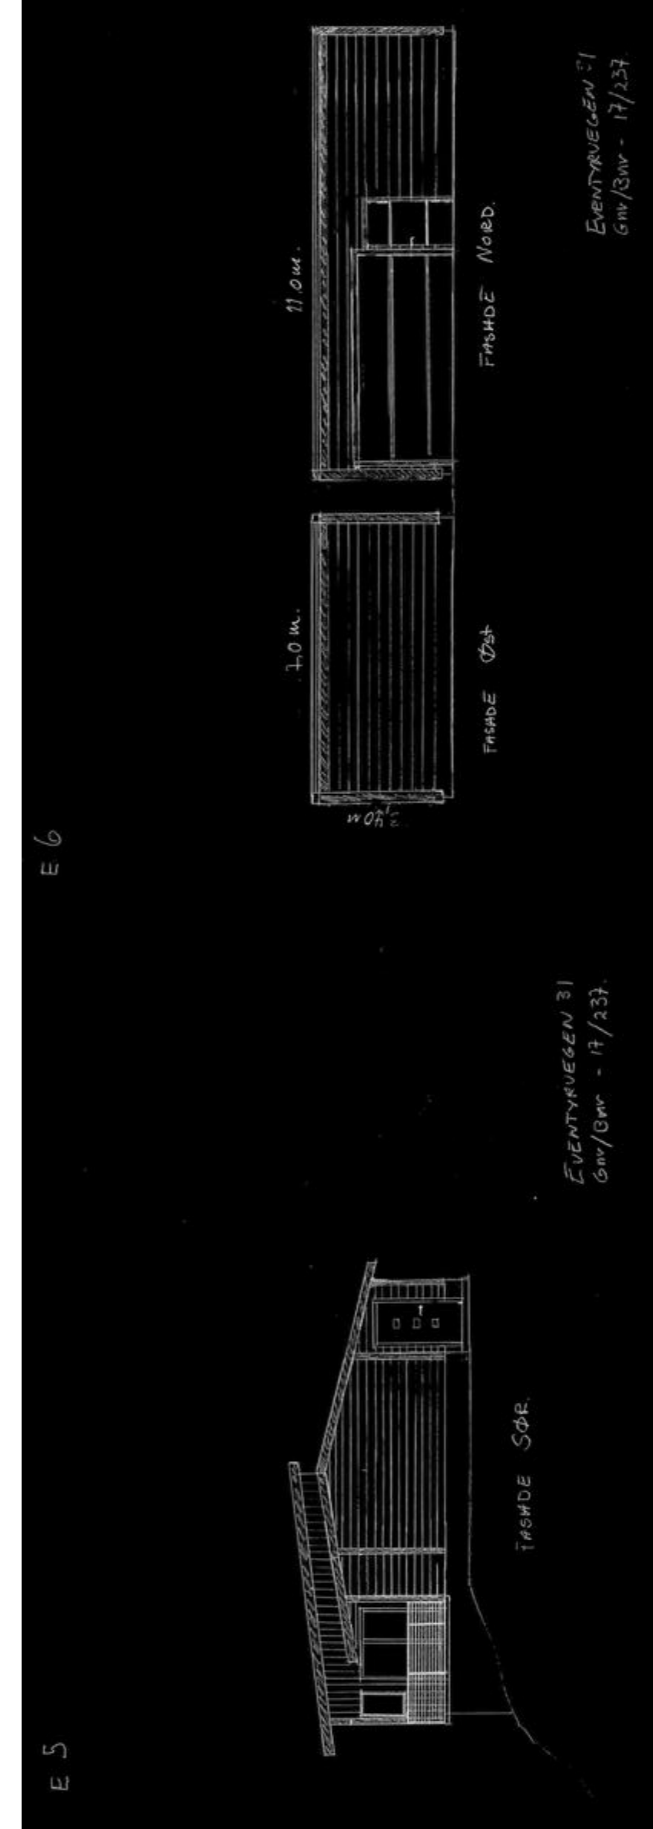 E 6
11.0 m.
7.0 m.
3,40 M
FASADE NORD.
FASADE Øst
EVENTYRVEGEN 31
Gnr/Bnr - 17/237.
E 5
FASADE SØR.
EVENTYRVEGEN 31
Gnr/Bnr - 17/237.